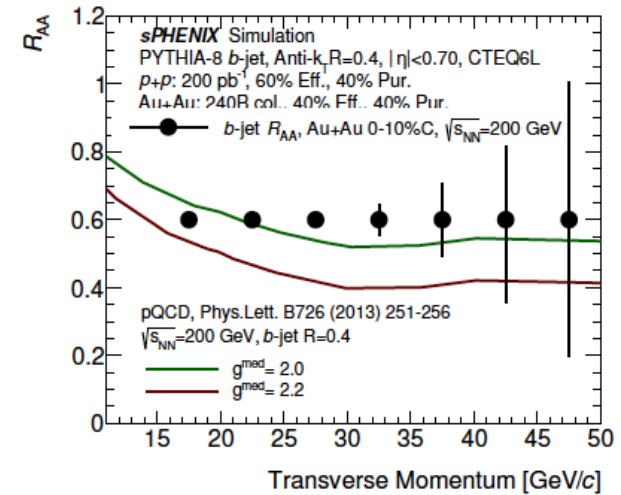 R_AA
1.2
1
0.8
0.6
0.4
0.2
0
sPHENIX Simulation
PYTHIA-8 b-jet, Anti-k_T R=0.4, |η|<0.70, CTEQ6L
p+p: 200 pb⁻¹, 60% Eff., 40% Pur.
Au+Au: 240B col., 40% Eff., 40% Pur.
b-jet R_AA, Au+Au 0-10%C, √s_NN=200 GeV
pQCD, Phys.Lett. B726 (2013) 251-256
√s_NN=200 GeV, b-jet R=0.4
g^med= 2.0
g^med= 2.2
15 20 25 30 35 40 45 50
Transverse Momentum [GeV/c]